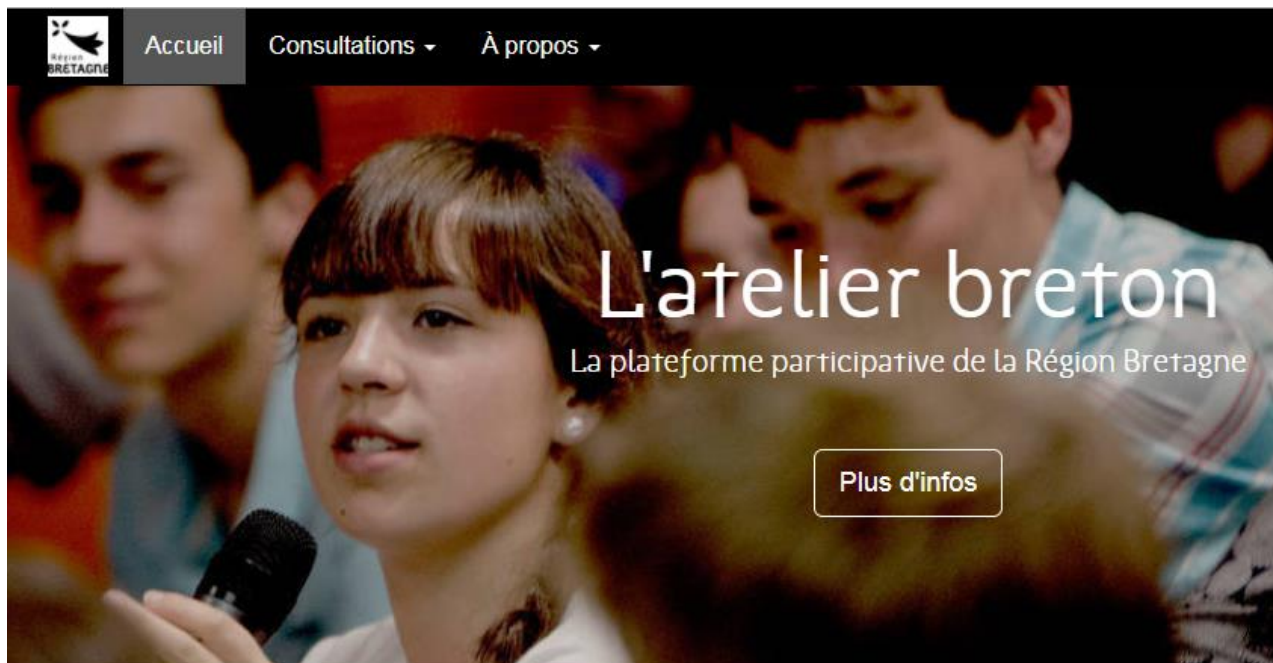 Région
BRETAGNE
Accueil
Consultations
À propos
L'atelier breton
La plateforme participative de la Région Bretagne
Plus d'infos